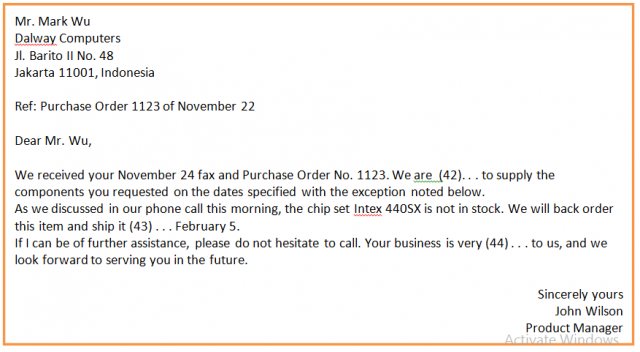 Mr. Mark Wu
Dalway Computers
Jl. Barito II No. 48
Jakarta 11001, Indonesia
Ref: Purchase Order 1123 of November 22
Dear Mr. Wu,
We received your November 24 fax and Purchase Order No. 1123. We are (42). . . to supply the
components you requested on the dates specified with the exception noted below.
As we discussed in our phone call this morning, the chip set Intex 440SX is not in stock. We will back order
this item and ship it (43) . . . February 5.
If I can be of further assistance, please do not hesitate to call. Your business is very (44) . . . to us, and we
look forward to serving you in the future.
Sincerely yours
John Wilson
Product Manager
Activate Windows